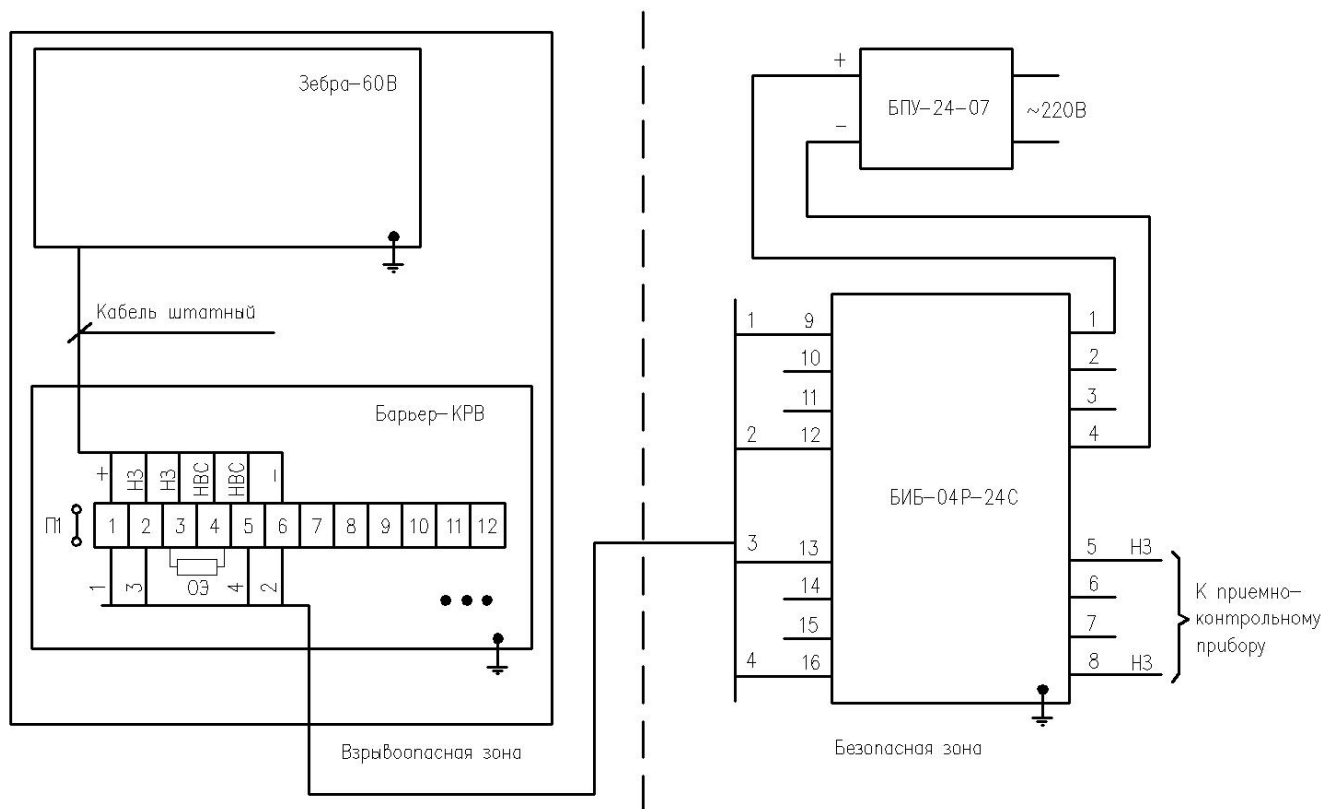 Зебра-60В
Кабель штатный
Барьер-КРВ
+ НЗ НЗ НВС НВС -
П1
1 2 3 4 5 6 7 8 9 10 11 12
1 3 ОЭ 4 2
Взрывоопасная зона
+
БПУ-24-07
~220В
-
1 9
10
11
2 12
3 13
14
15
4 16
БИБ-04Р-24С
1
2
3
4
5 НЗ
6
7
8 НЗ
К приемно-
контрольному
прибору
Безопасная зона